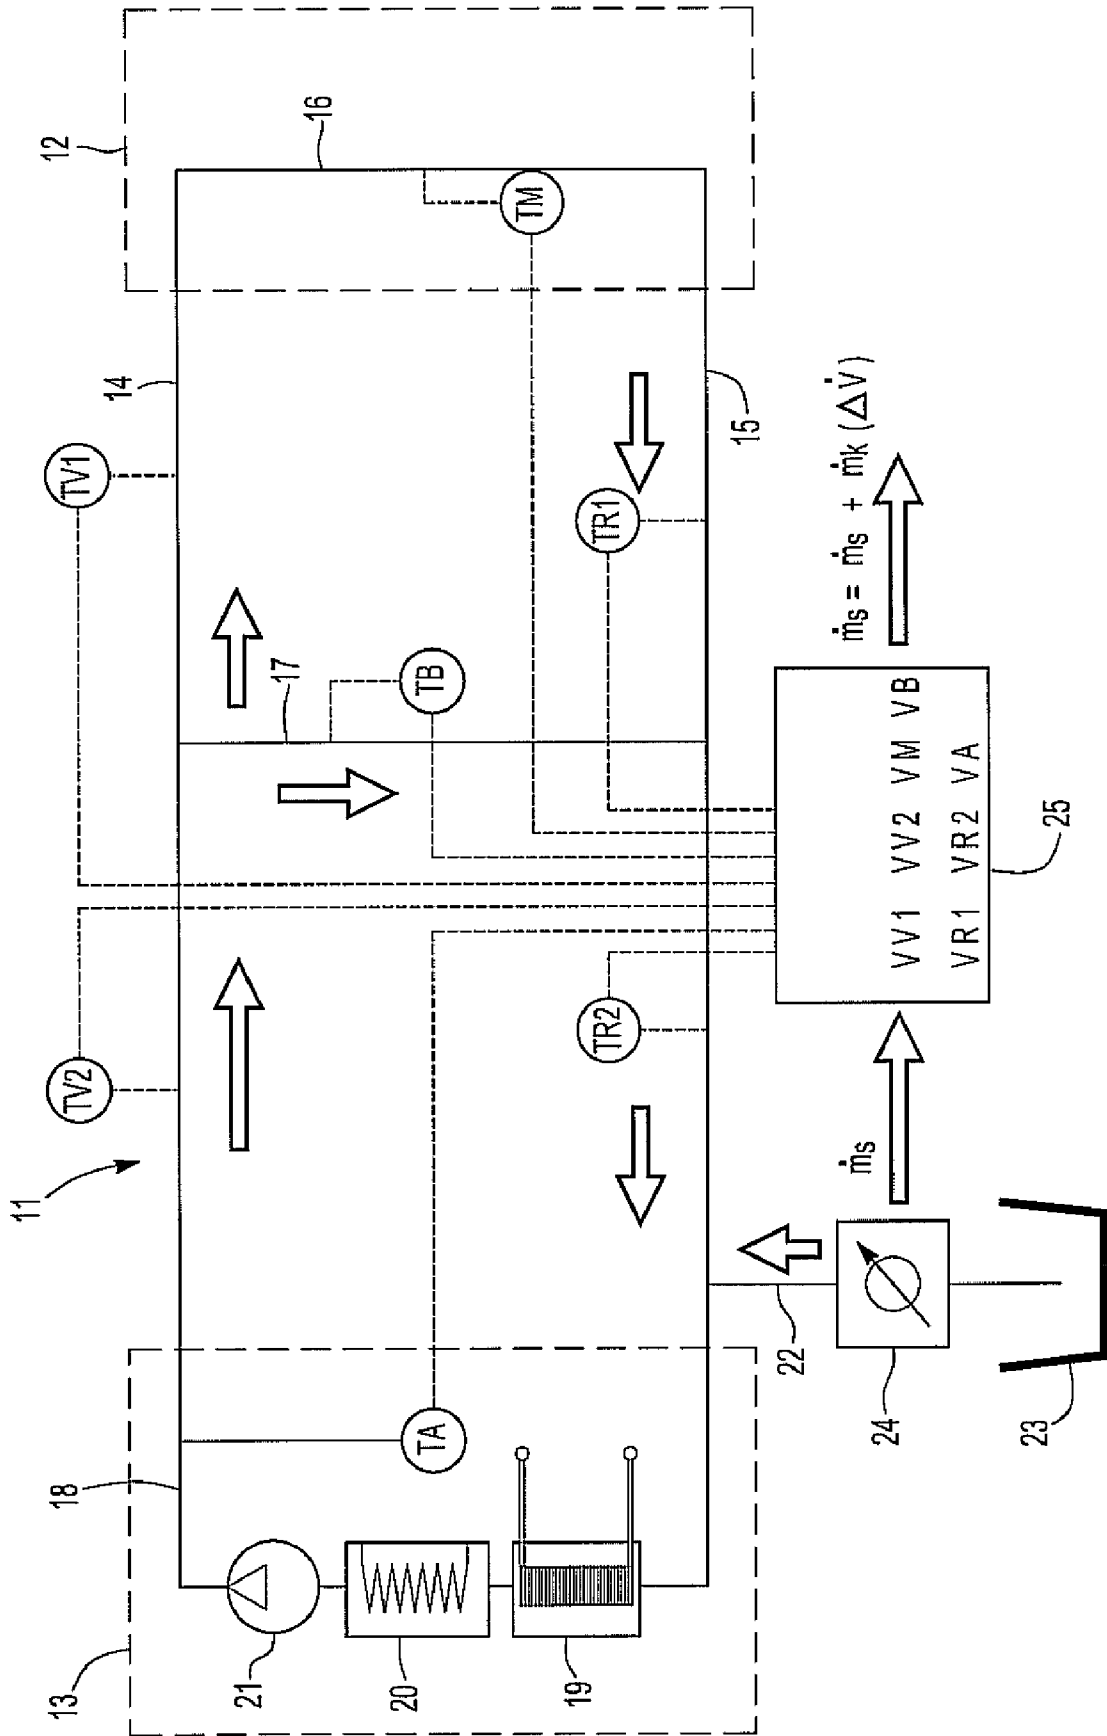 11
12
13
14
15
16
17
18
19
20
21
22
23
24
25
TV2
TV1
TA
TB
TM
TR2
TR1
VV1 VV2 VM VB
VR1 VR2 VA
ṁs
ṁs = ṁs + ṁk (ΔV̇)